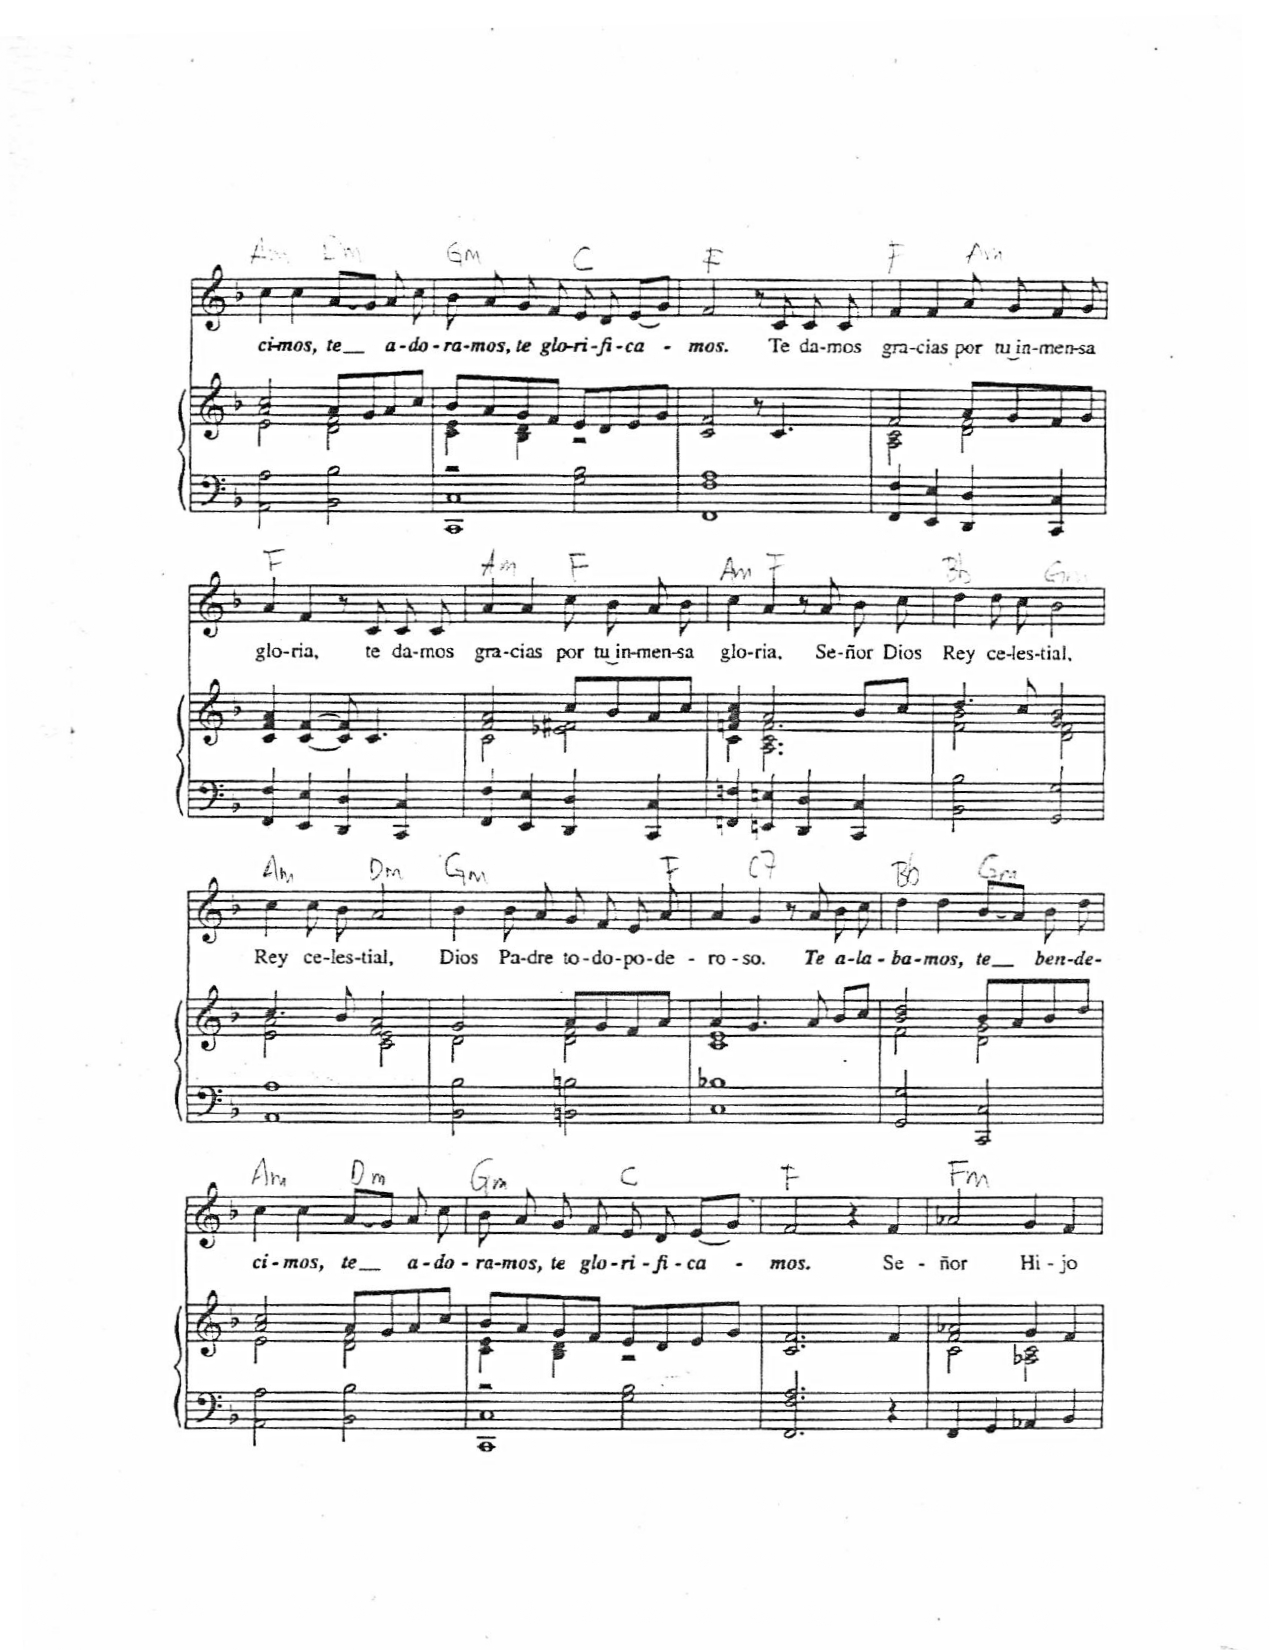 Am Dm Gm C F F Am
ci-mos, te__ a-do-ra-mos, te glo-ri-fi-ca - mos. Te da-mos gra-cias por tu in-men-sa
F Am F Am F Bb Gm
glo-ria, te da-mos gra-cias por tu in-men-sa glo-ria, Se-ñor Dios Rey ce-les-tial,
Am Dm Gm F C7 Bb Gm
Rey ce-les-tial, Dios Pa-dre to-do-po-de - ro - so. Te a-la - ba-mos, te__ ben-de-
Am Dm Gm C F Fm
ci - mos, te__ a-do - ra-mos, te glo-ri-fi-ca - mos. Se - ñor Hi - jo